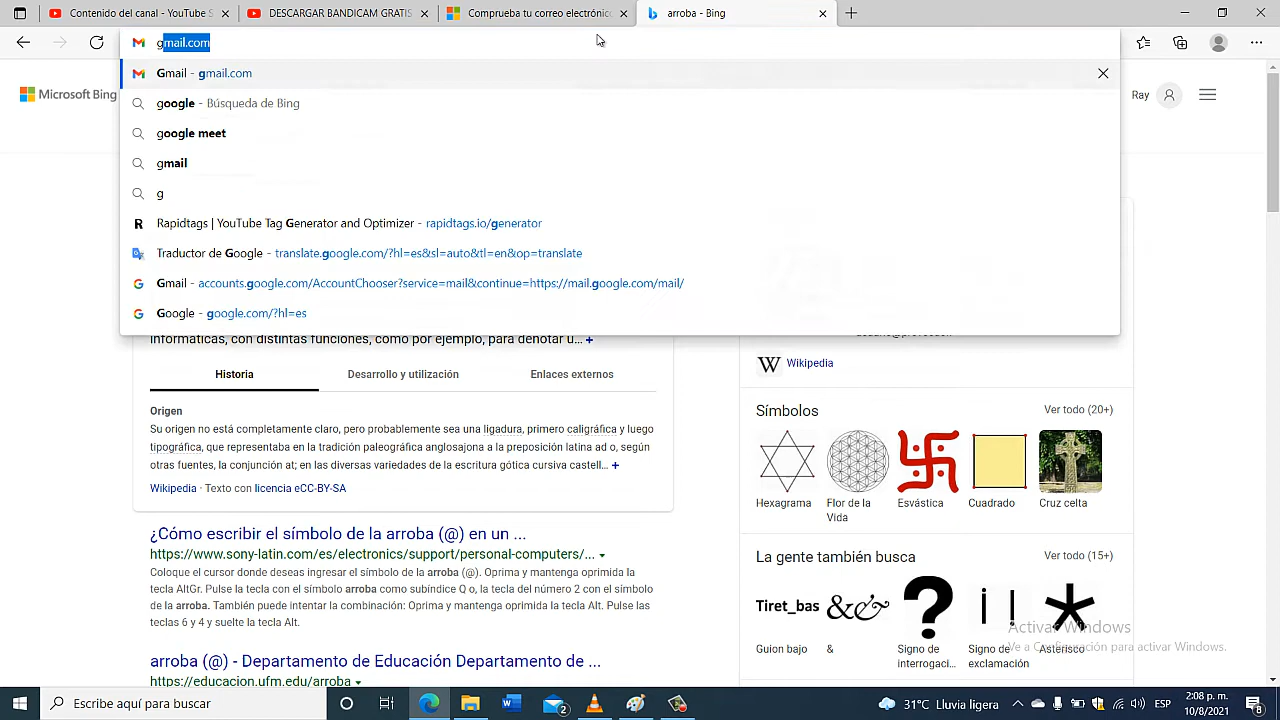 Contenido del canal - YouTube S
DESCARGAR BANDICAM GRATIS
Comprueba tu correo electrónic
arroba - Bing
gmail.com
Gmail - gmail.com
google - Búsqueda de Bing
google meet
gmail
g
Rapidtags | YouTube Tag Generator and Optimizer - rapidtags.io/generator
Traductor de Google - translate.google.com/?hl=es&sl=auto&tl=en&op=translate
Gmail - accounts.google.com/AccountChooser?service=mail&continue=https://mail.google.com/mail/
Google - google.com/?hl=es
Microsoft Bing
Ray
informáticas, con distintas funciones, como por ejemplo, para denotar u... +
Historia
Desarrollo y utilización
Enlaces externos
Origen
Su origen no está completamente claro, pero probablemente sea una ligadura, primero caligráfica y luego
tipográfica, que representaba en la tradición paleográfica anglosajona a la preposición latina ad o, según
otras fuentes, la conjunción at; en las diversas variedades de la escritura gótica cursiva castell... +
Wikipedia · Texto con licencia eCC-BY-SA
¿Cómo escribir el símbolo de la arroba (@) en un ...
https://www.sony-latin.com/es/electronics/support/personal-computers/...
Coloque el cursor donde deseas ingresar el símbolo de la arroba (@). Oprima y mantenga oprimida la
tecla AltGr. Pulse la tecla con el símbolo arroba como subíndice Q o, la tecla del número 2 con el símbolo
de la arroba. También puede intentar la combinación: Oprima y mantenga oprimida la tecla Alt. Pulse las
teclas 6 y 4 y suelte la tecla Alt.
arroba (@) - Departamento de Educación Departamento de ...
https://educacion.ufm.edu/arroba
Wikipedia
Símbolos
Ver todo (20+)
Hexagrama
Flor de la
Vida
Esvástica
Cuadrado
Cruz celta
La gente también busca
Ver todo (15+)
Tiret_bas
&
?
¡!
*
Guion bajo
&
Signo de
interrogaci...
Signo de
exclamación
Asterisco
Activar Windows
Ve a Configuración para activar Windows.
Escribe aquí para buscar
2
31°C Lluvia ligera
ESP
2:08 p. m.
10/8/2021
8